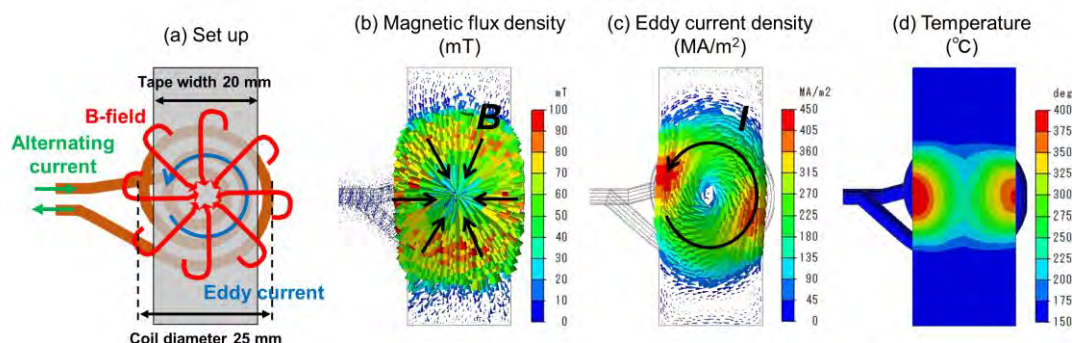 (a) Set up
Tape width 20 mm
B-field
Alternating
current
Eddy current
Coil diameter 25 mm
(b) Magnetic flux density
(mT)
B
mT
100
90
80
70
60
50
40
30
20
10
0
(c) Eddy current density
(MA/m²)
I
MA/m2
450
405
360
315
270
225
180
135
90
45
0
(d) Temperature
(℃)
deg
400
375
350
325
300
275
250
225
200
175
150